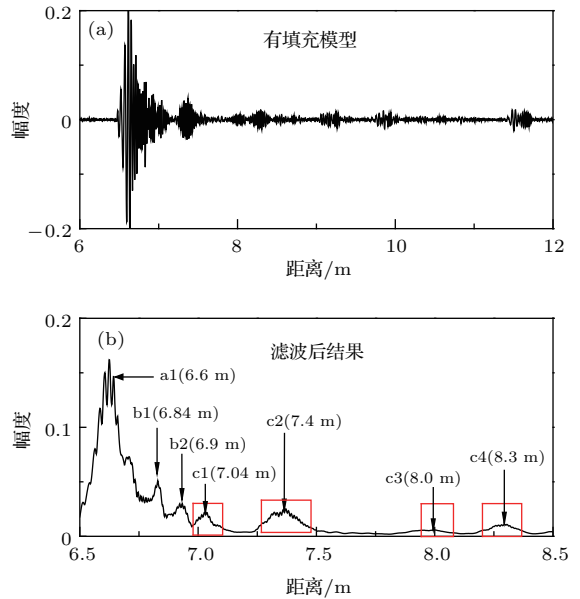 0.2
(a)
有填充模型
幅度
0
−0.2
6
8
10
12
距离/m
0.2
(b)
滤波后结果
a1(6.6 m)
b1(6.84 m)
c2(7.4 m)
b2(6.9 m)
c1(7.04 m)
c3(8.0 m)
c4(8.3 m)
幅度
0.1
0
6.5
7.0
7.5
8.0
8.5
距离/m